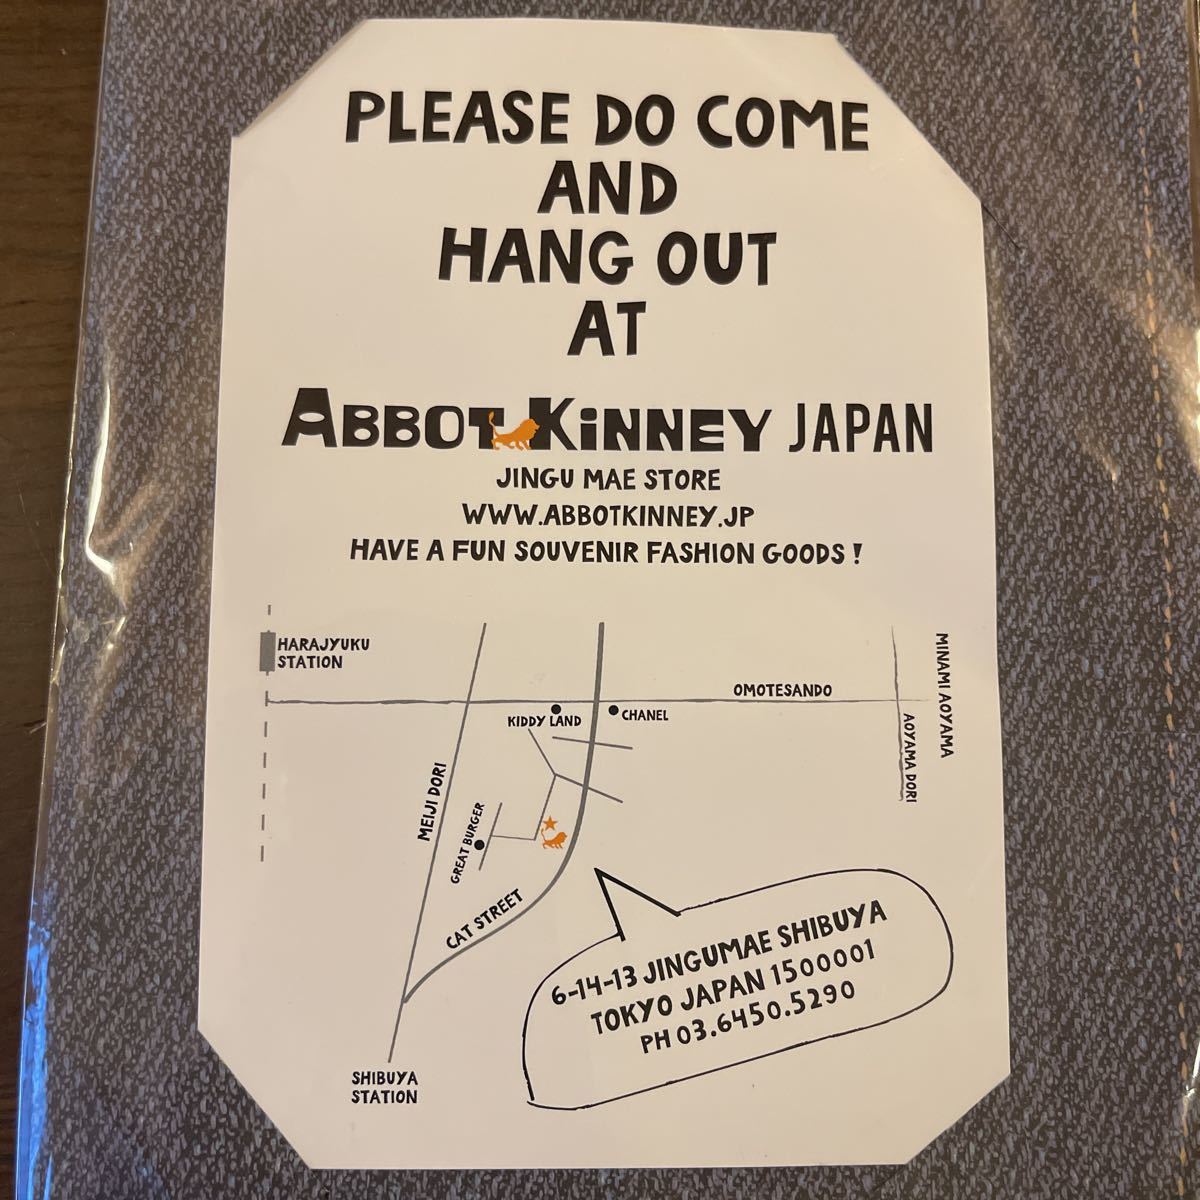 PLEASE DO COME
AND
HANG OUT
AT
ABBOT KINNEY JAPAN
JINGU MAE STORE
WWW.ABBOTKINNEY.JP
HAVE A FUN SOUVENIR FASHION GOODS!
HARAJYUKU
STATION
OMOTESANDO
MINAMI AOYAMA
KIDDY LAND
CHANEL
AOYAMA DORI
MEIJI DORI
GREAT BURGER
CAT STREET
6-14-13 JINGUMAE SHIBUYA
TOKYO JAPAN 1500001
PH 03.6450.5290
SHIBUYA
STATION